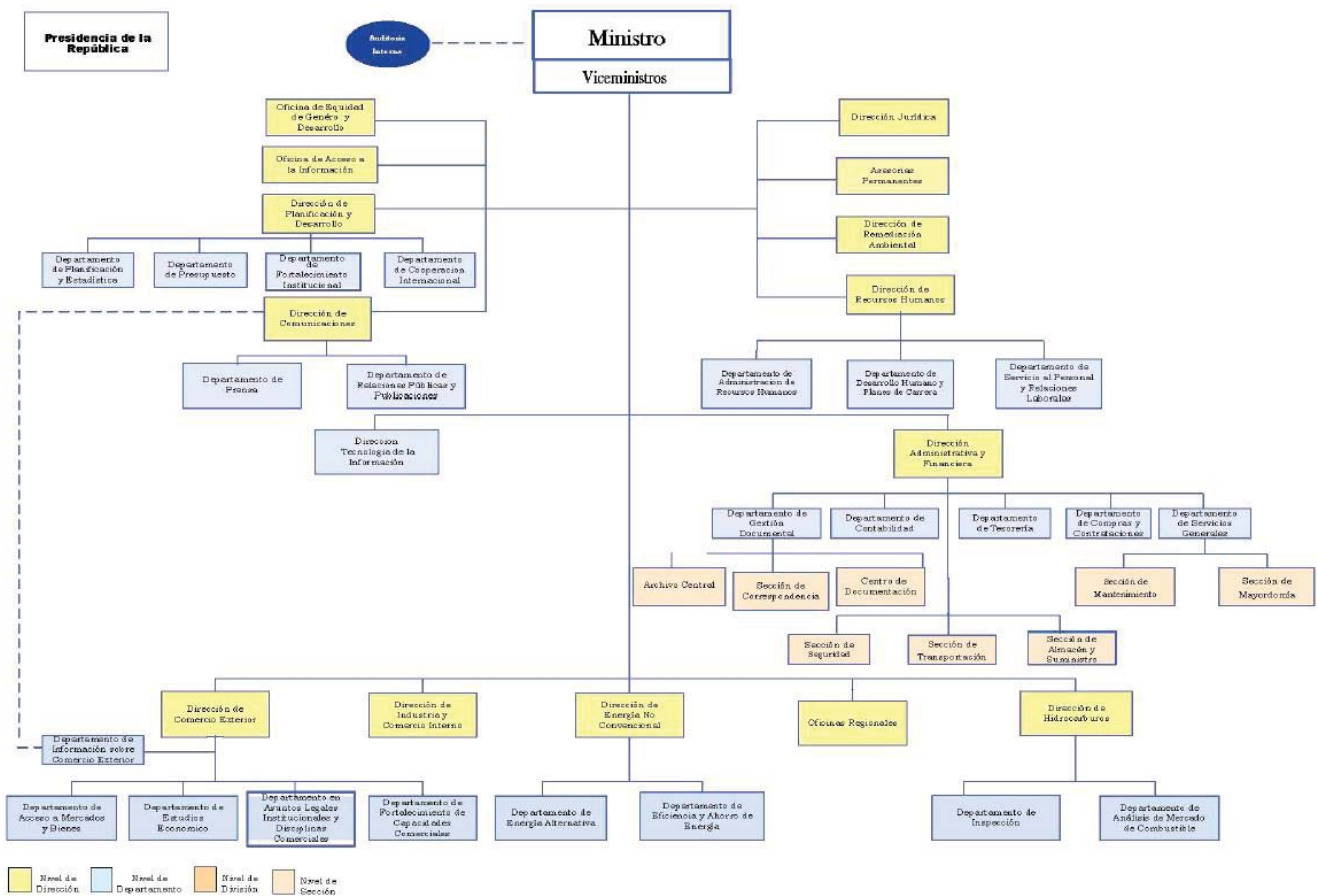 Presidencia de la
República
Auditoria
Interna
Ministro
Viceministros
Oficina de Equidad
de Genéro y
Desarrollo
Dirección Jurídica
Oficina de Acceso a
la Información
Asesorias
Permanentes
Dirección de
Planificación y
Desarrollo
Dirección de
Remediación
Ambiental
Departamento
de Planificación
y Estadística
Departamento
de Presupuesto
Departamento
de
Fortalecimiento
Institucional
Departamento
de Cooperacion
Internacional
Dirección de
Recursos Humanos
Dirección de
Comunicaciones
Departamento de
Prensa
Departamento de
Relaciones Públicas y
Publicaciones
Departamento de
Administracion de
Recursos Humanos
Departamento de
Desarrollo Humano y
Planes de Carrera
Departamento de
Servicio al Personal
y Relaciones
Laborales
Direccion
Tecnologia de la
Información
Dirección
Administrativa y
Financiera
Departamento de
Gestión
Documental
Departamento de
Contabilidad
Departamento
de Tesorería
Departamento
de Compras y
Contrataciones
Departamento
de Servicios
Generales
Archivo Central
Sección de
Correspondencia
Centro de
Documentación
Sección de
Mantenimiento
Sección de
Mayordomía
Sección de
Seguridad
Sección de
Transportación
Sección de
Almacén y
Suministro
Dirección de
Comercio Exterior
Dirección de
Industria y
Comercio Interno
Dirección de
Energía No
Convencional
Oficinas Regionales
Dirección de
Hidrocarburos
Departamento de
Información sobre
Comercio Exterior
Departamento de
Acceso a Mercados
y Bienes
Departamento de
Estudios
Economico
Departamento en
Asuntos Legales
Institucionales y
Disciplinas
Comerciales
Departamento de
Fortalecimiento de
Capacidades
Comerciales
Departamento de
Energía Alternativa
Departamento de
Eficiencia y Ahorro de
Energía
Departamento de
Inspección
Departamento de
Análisis de Mercado
de Combustible
Nivel de
Dirección
Nivel de
Departamento
Nivel de
División
Nivel de
Sección